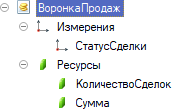 ВоронкаПродаж
Измерения
СтатусСделки
Ресурсы
КоличествоСделок
Сумма